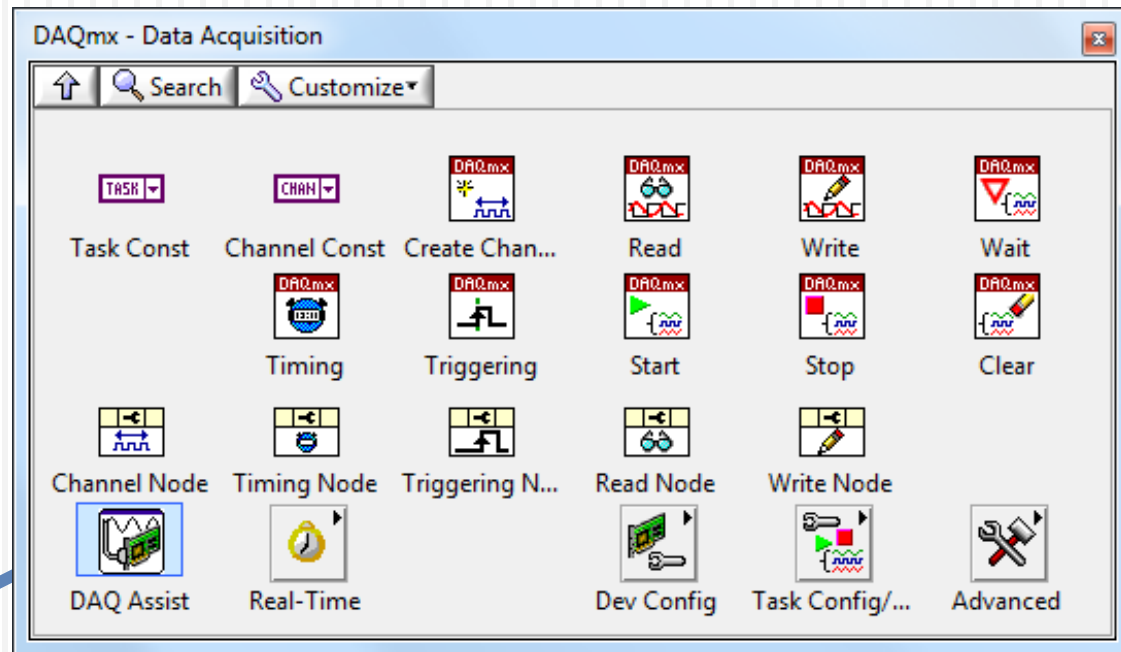 DAQmx - Data Acquisition
Search Customize
DAQmx DAQmx DAQmx DAQmx
TASK CHAN
Task Const Channel Const Create Chan... Read Write Wait
DAQmx DAQmx DAQmx DAQmx DAQmx
Timing Triggering Start Stop Clear
Channel Node Timing Node Triggering N... Read Node Write Node
DAQ Assist Real-Time Dev Config Task Config/... Advanced